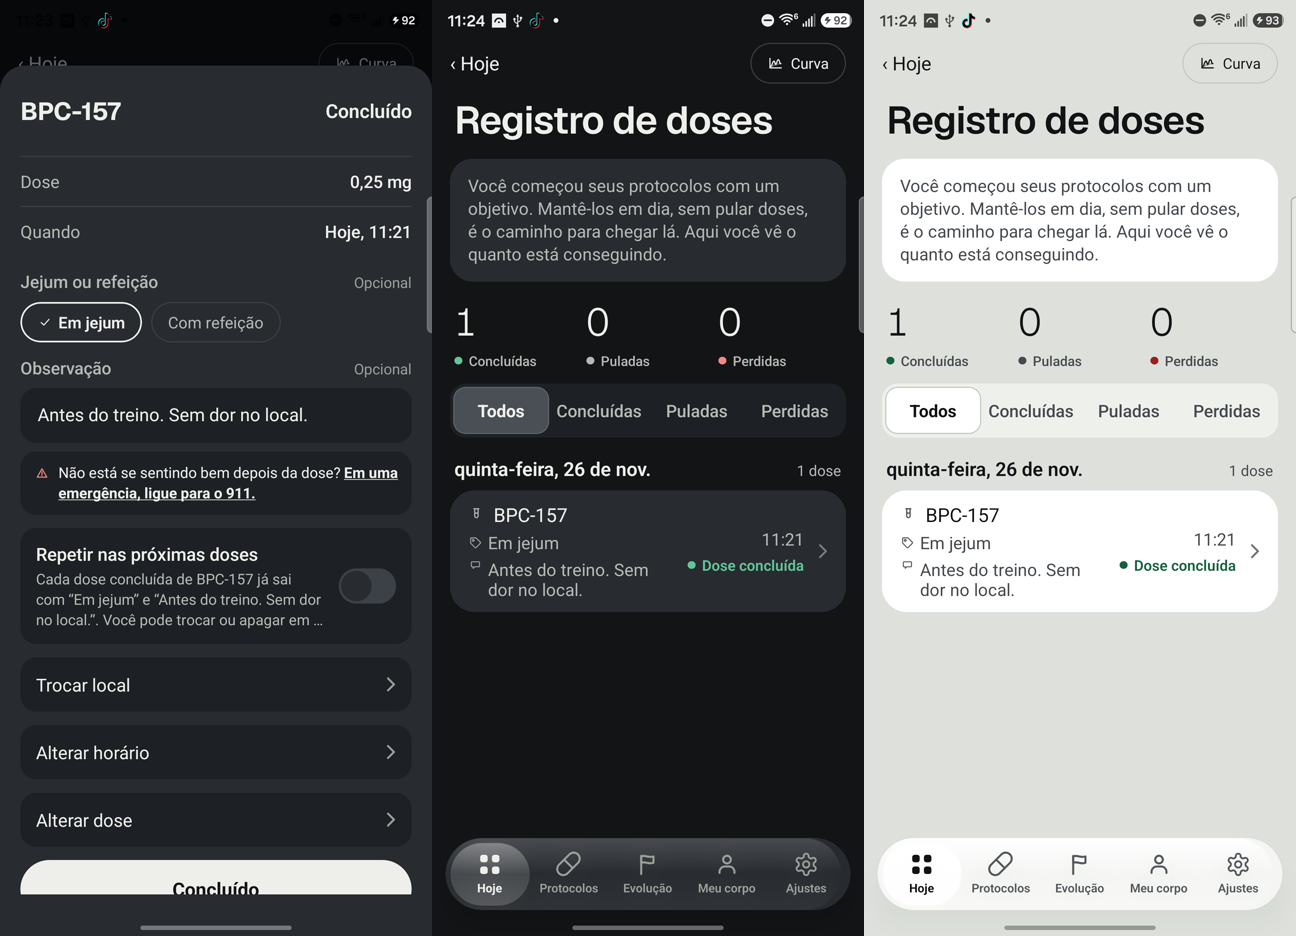 11:23
92
‹ Hoje
Curva
BPC-157
Concluído
Dose
0,25 mg
Quando
Hoje, 11:21
Jejum ou refeição
Opcional
Em jejum
Com refeição
Observação
Opcional
Antes do treino. Sem dor no local.
Não está se sentindo bem depois da dose? Em uma
emergência, ligue para o 911.
Repetir nas próximas doses
Cada dose concluída de BPC-157 já sai
com “Em jejum” e “Antes do treino. Sem dor
no local.”. Você pode trocar ou apagar em ...
Trocar local
Alterar horário
Alterar dose
Concluído
11:24
6
92
‹ Hoje
Curva
Registro de doses
Você começou seus protocolos com um
objetivo. Mantê-los em dia, sem pular doses,
é o caminho para chegar lá. Aqui você vê o
quanto está conseguindo.
1
0
0
Concluídas
Puladas
Perdidas
Todos
Concluídas
Puladas
Perdidas
quinta-feira, 26 de nov.
1 dose
BPC-157
Em jejum
Antes do treino. Sem
dor no local.
11:21
Dose concluída
Hoje
Protocolos
Evolução
Meu corpo
Ajustes
11:24
6
93
‹ Hoje
Curva
Registro de doses
Você começou seus protocolos com um
objetivo. Mantê-los em dia, sem pular doses,
é o caminho para chegar lá. Aqui você vê o
quanto está conseguindo.
1
0
0
Concluídas
Puladas
Perdidas
Todos
Concluídas
Puladas
Perdidas
quinta-feira, 26 de nov.
1 dose
BPC-157
Em jejum
Antes do treino. Sem
dor no local.
11:21
Dose concluída
Hoje
Protocolos
Evolução
Meu corpo
Ajustes